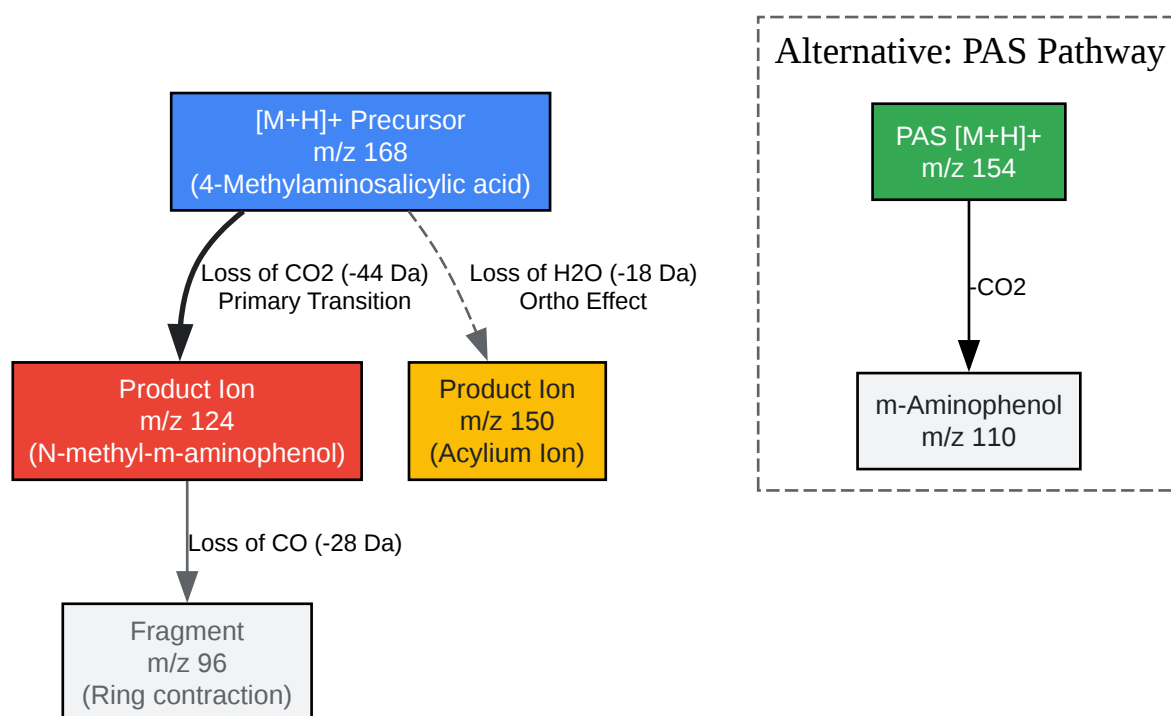 Alternative: PAS Pathway
[M+H]+ Precursor
m/z 168
(4-Methylaminosalicylic acid)
PAS [M+H]+
m/z 154
Loss of CO2 (-44 Da)
Primary Transition
Loss of H2O (-18 Da)
Ortho Effect
-CO2
Product Ion
m/z 124
(N-methyl-m-aminophenol)
Product Ion
m/z 150
(Acylium Ion)
m-Aminophenol
m/z 110
Loss of CO (-28 Da)
Fragment
m/z 96
(Ring contraction)